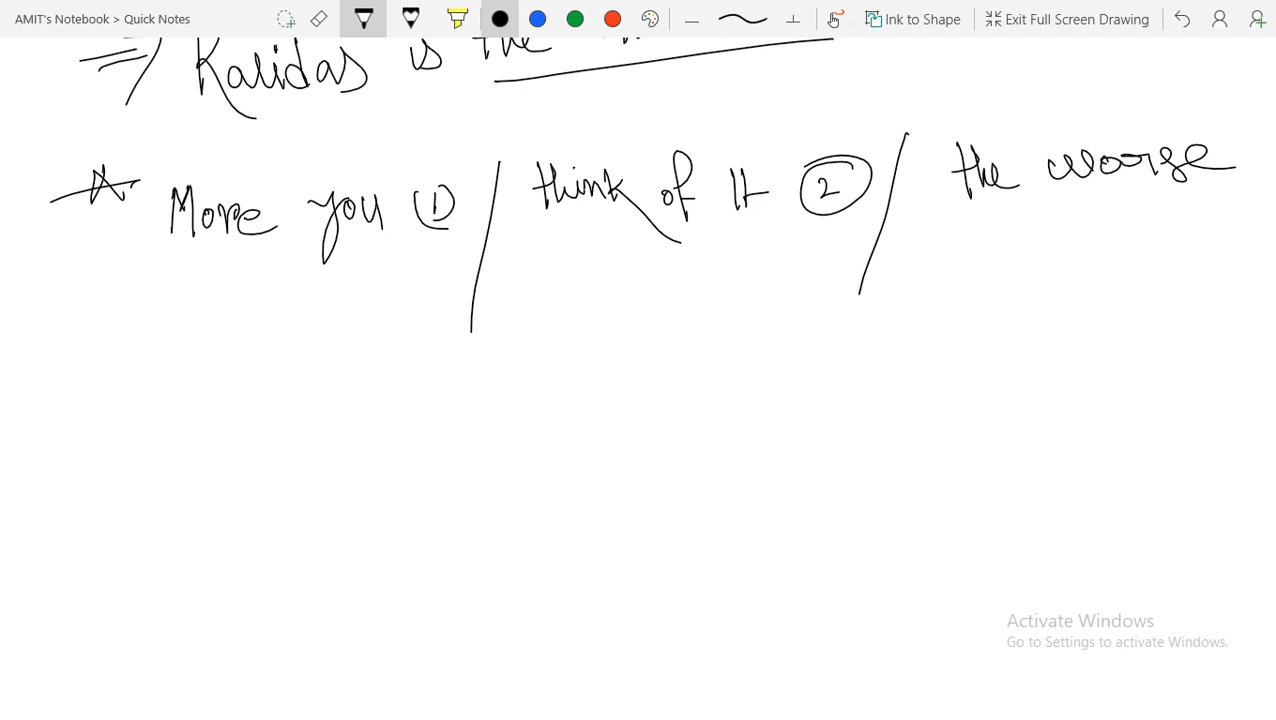 AMIT's Notebook > Quick Notes
Ink to Shape
Exit Full Screen Drawing
⇒ Kalidas is the
★ More you ① / think of it ② / the woorse
Activate Windows
Go to Settings to activate Windows.